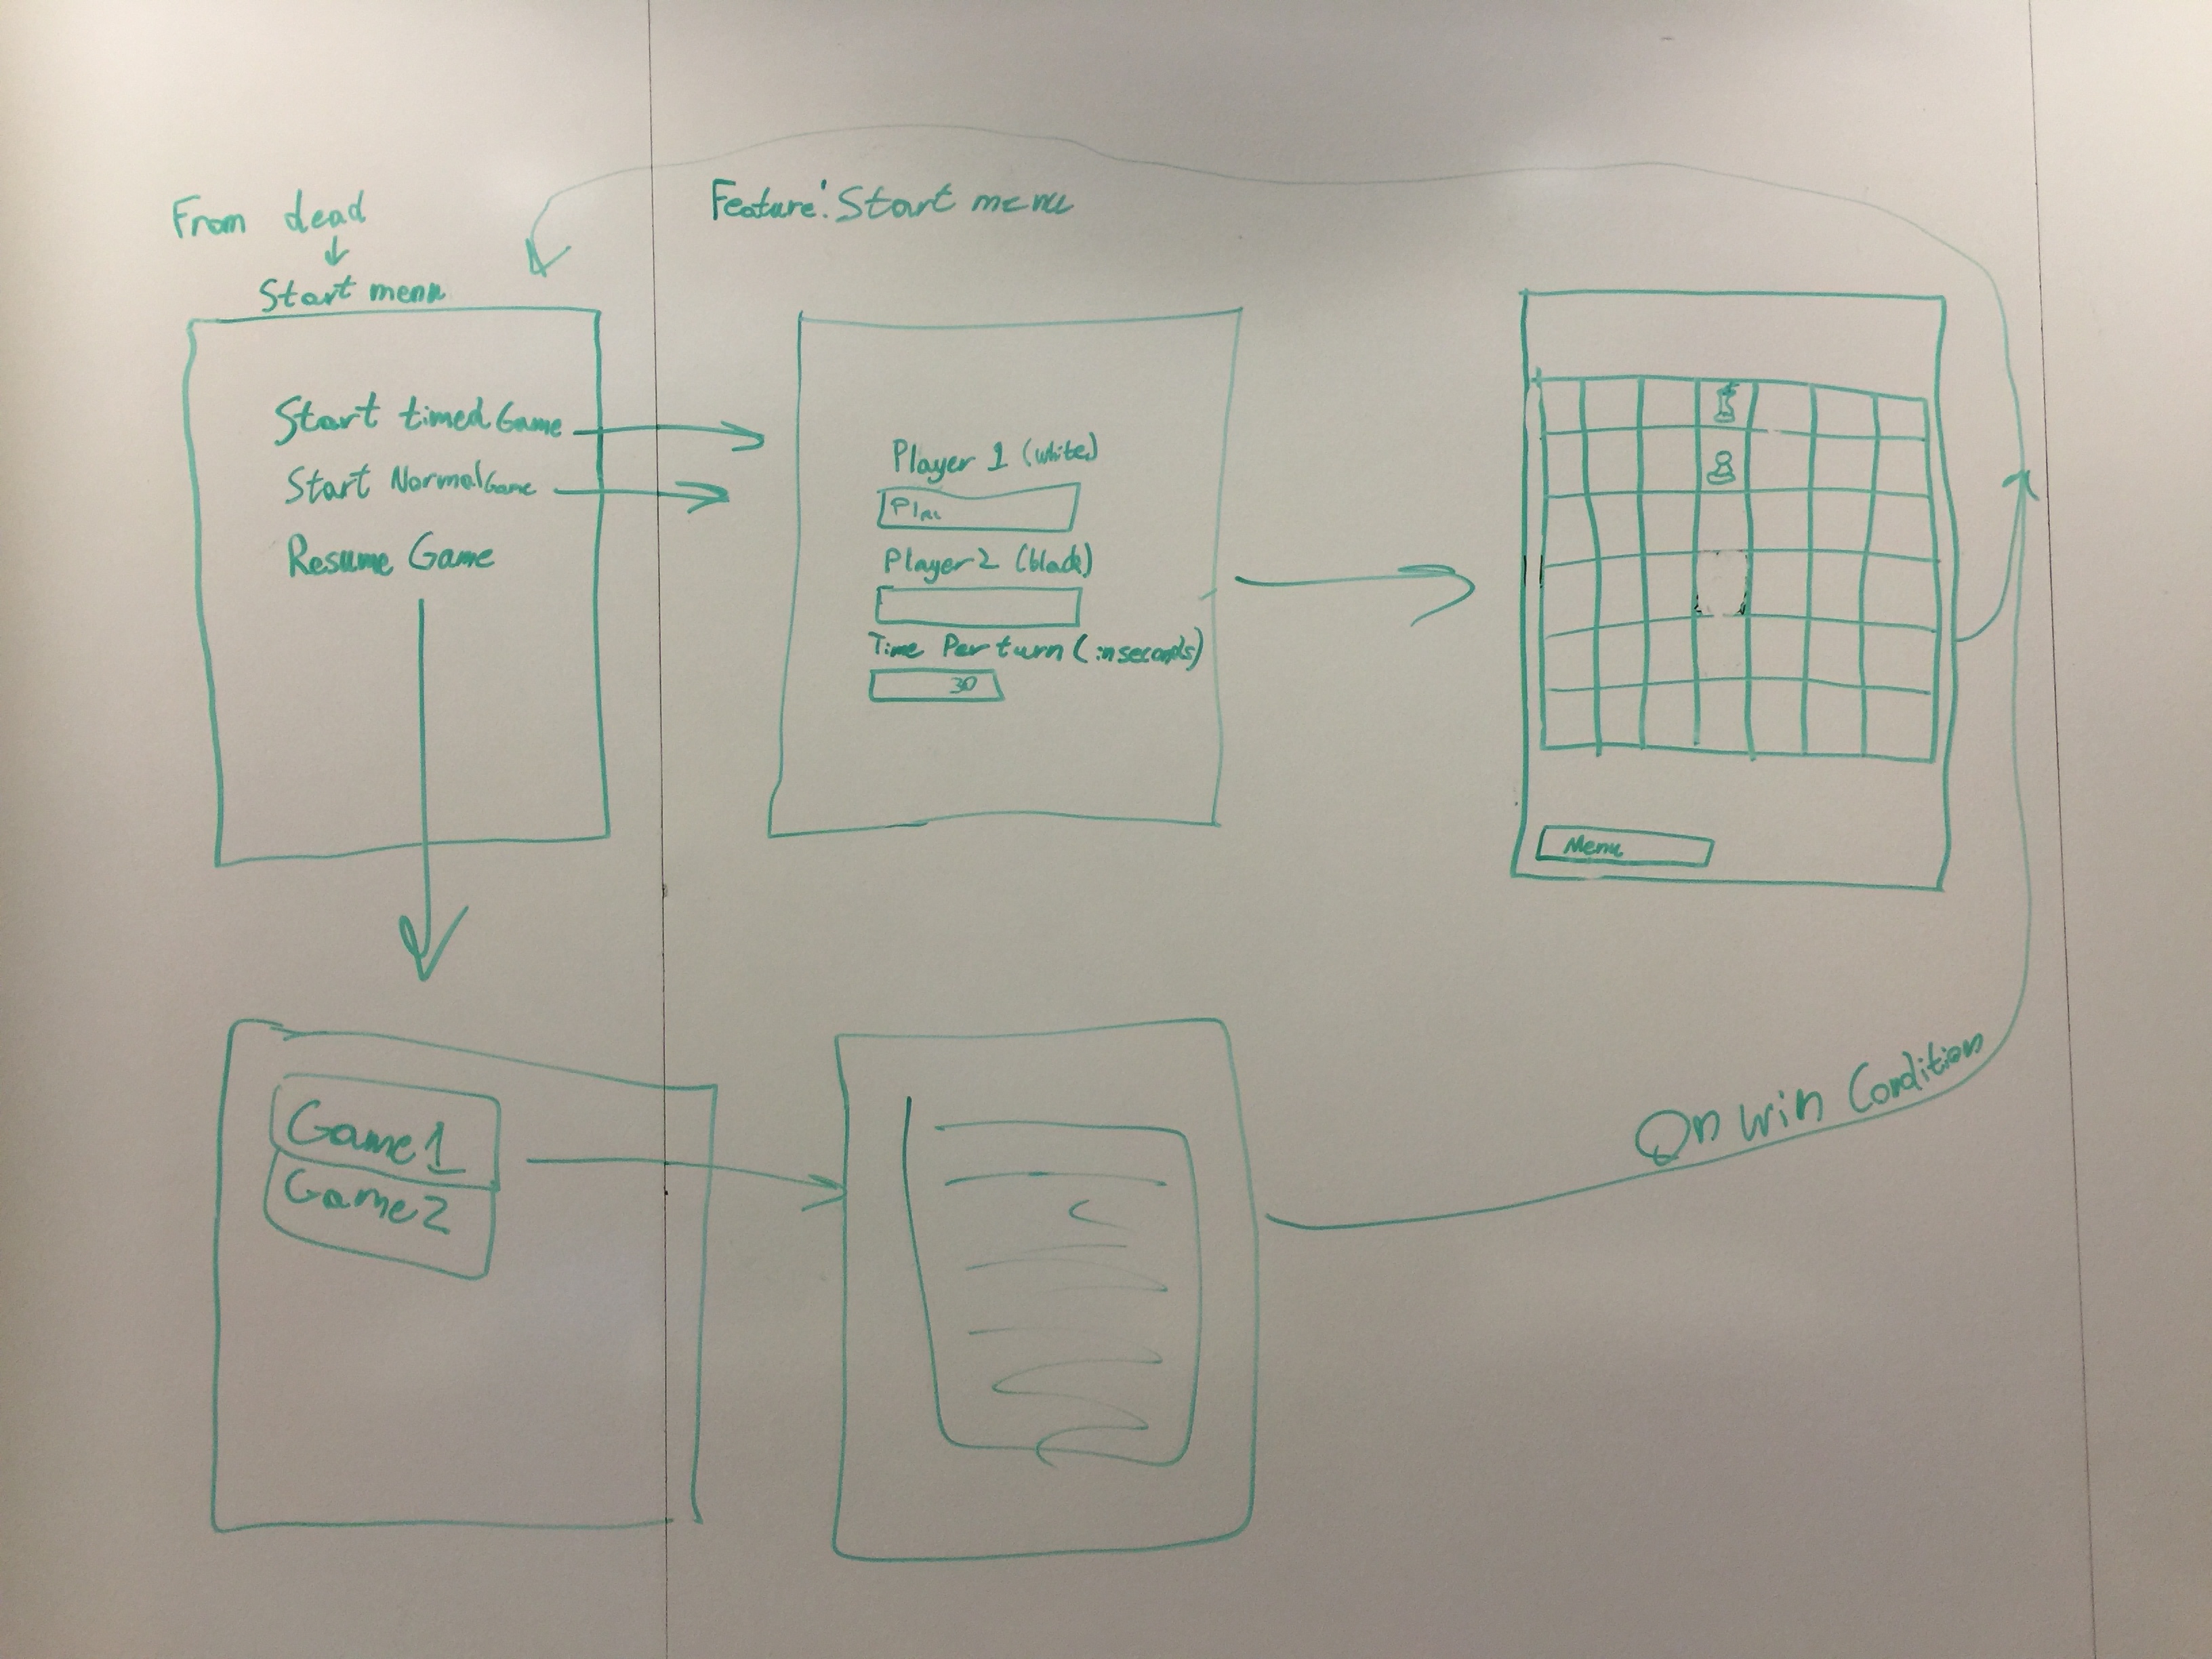 From dead
Feature: Start menu
Start menu
Start timed Game
Start Normal Game
Resume Game
Player 1 (white)
Player 2 (black)
Time Per turn (in seconds)
30
Menu
Game 1
Game 2
On win Condition